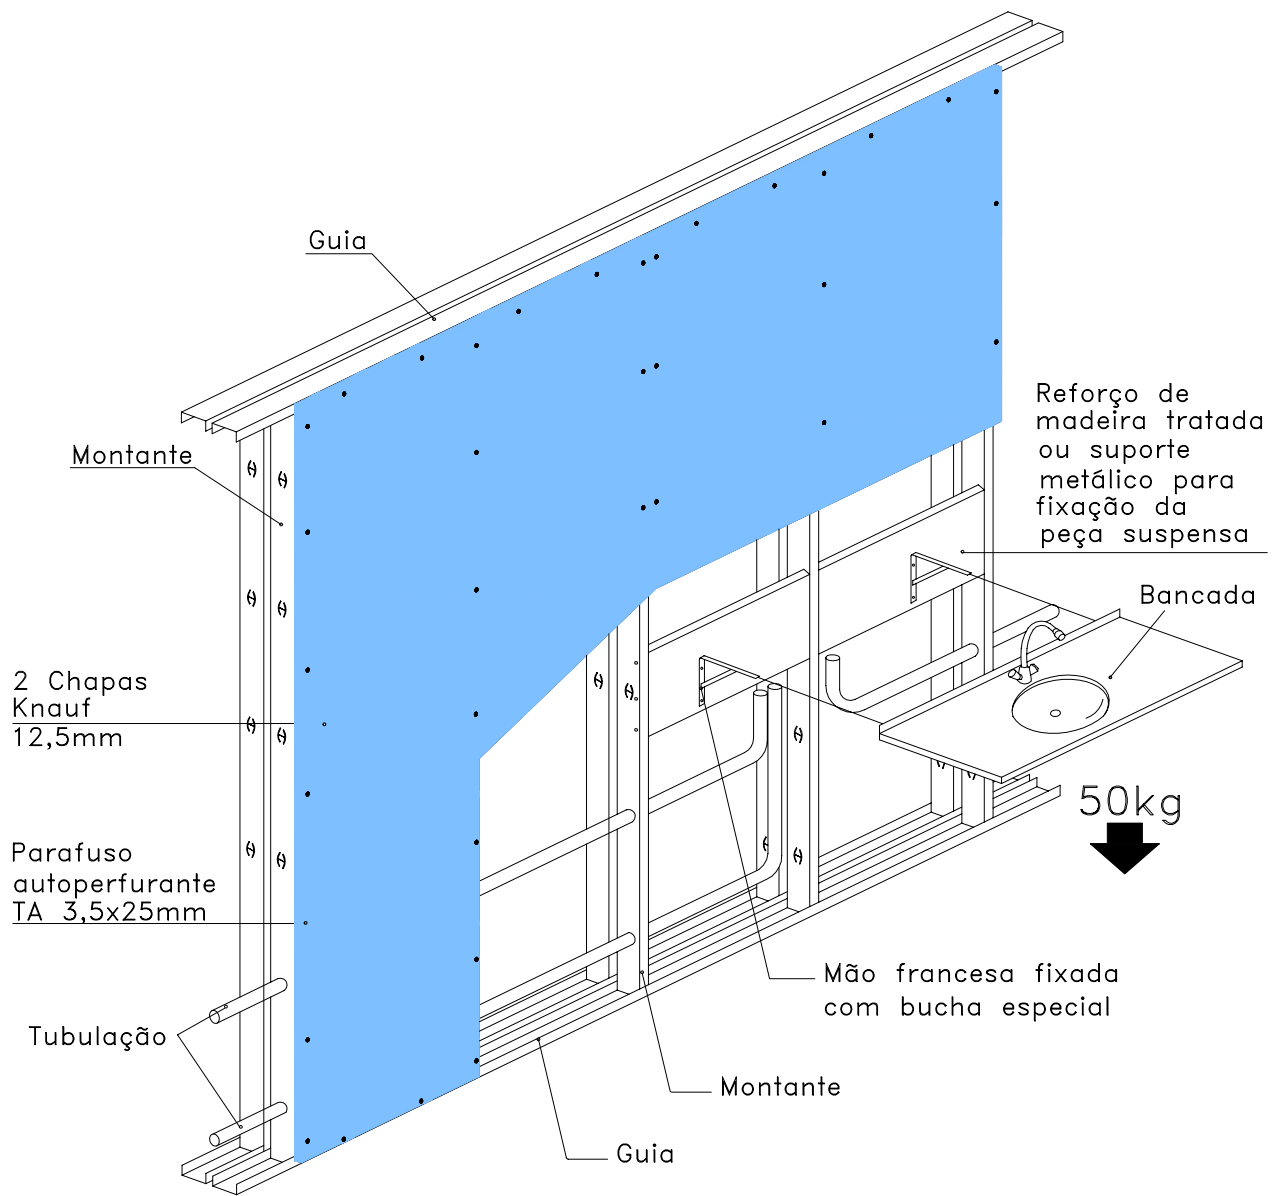 Guia
Montante
Reforço de
madeira tratada
ou suporte
metálico para
fixação da
peça suspensa
Bancada
2 Chapas
Knauf
12,5mm
50kg
Parafuso
autoperfurante
TA 3,5x25mm
Mão francesa fixada
com bucha especial
Tubulação
Montante
Guia